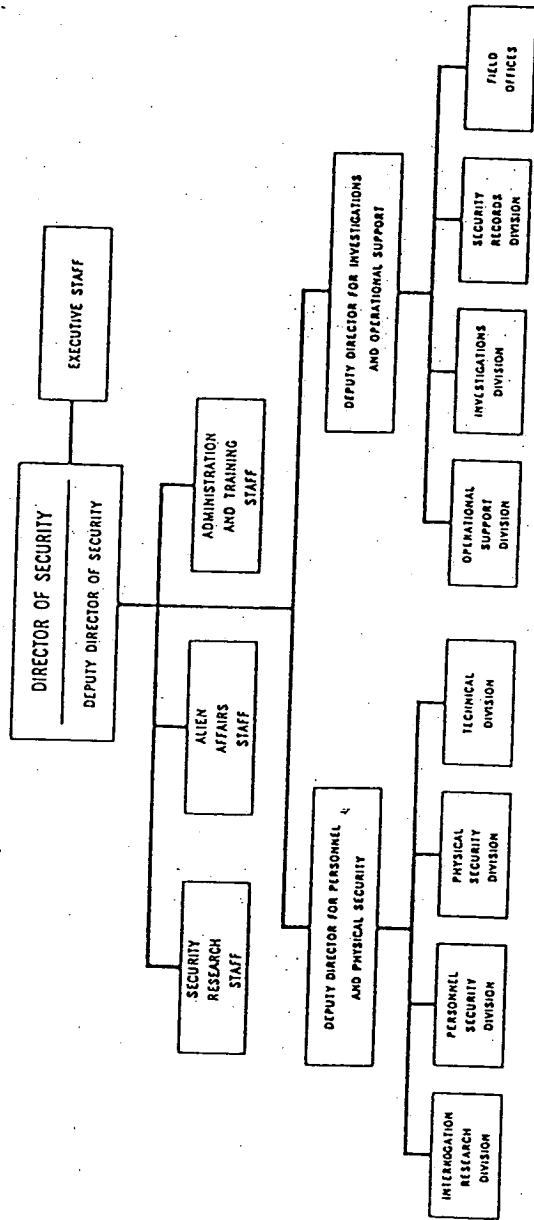 DIRECTOR OF SECURITY
DEPUTY DIRECTOR OF SECURITY
EXECUTIVE STAFF
SECURITY
RESEARCH
STAFF
ALIEN
AFFAIRS
STAFF
ADMINISTRATION
AND TRAINING
STAFF
DEPUTY DIRECTOR FOR PERSONNEL
AND PHYSICAL SECURITY
DEPUTY DIRECTOR FOR INVESTIGATIONS
AND OPERATIONAL SUPPORT
INTERROGATION
RESEARCH
DIVISION
PERSONNEL
SECURITY
DIVISION
PHYSICAL
SECURITY
DIVISION
TECHNICAL
DIVISION
OPERATIONAL
SUPPORT
DIVISION
INVESTIGATIONS
DIVISION
SECURITY
RECORDS
DIVISION
FIELD
OFFICES